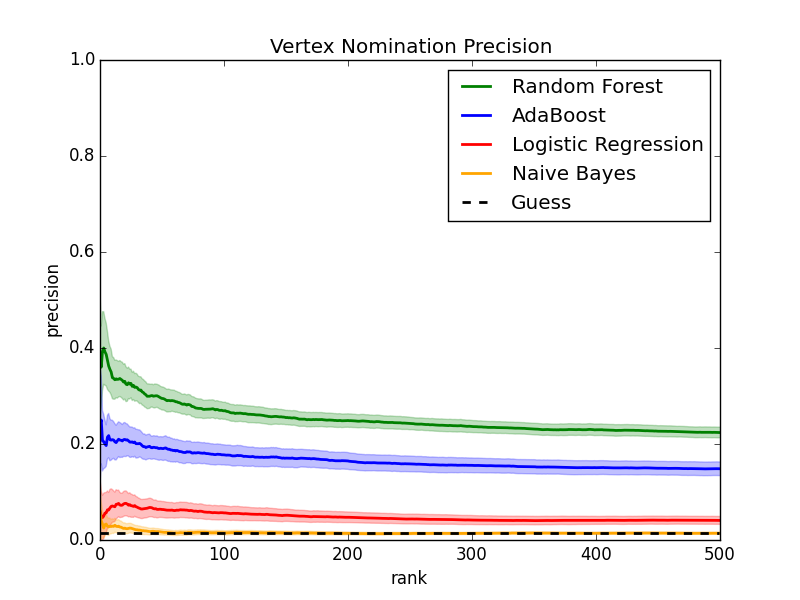 Vertex Nomination Precision
1.0
0.8
0.6
0.4
0.2
0.0
precision
Random Forest
AdaBoost
Logistic Regression
Naive Bayes
Guess
0 100 200 300 400 500
rank